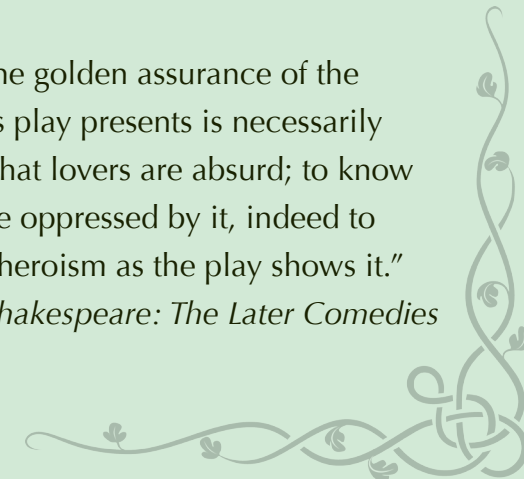 he golden assurance of the
s play presents is necessarily
hat lovers are absurd; to know
e oppressed by it, indeed to
heroism as the play shows it.”
hakespeare: The Later Comedies